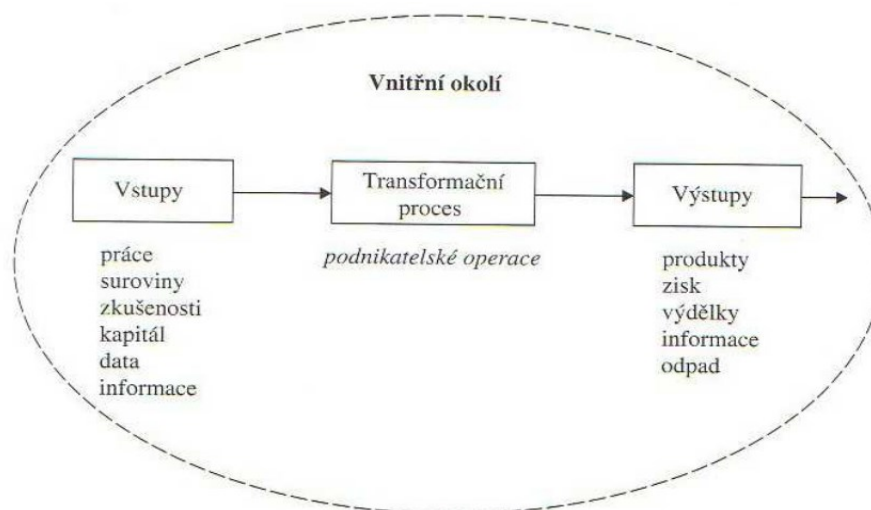 Vnitřní okolí
Vstupy
Transformační
proces
Výstupy
práce
suroviny
zkušenosti
kapitál
data
informace
podnikatelské operace
produkty
zisk
výdělky
informace
odpad